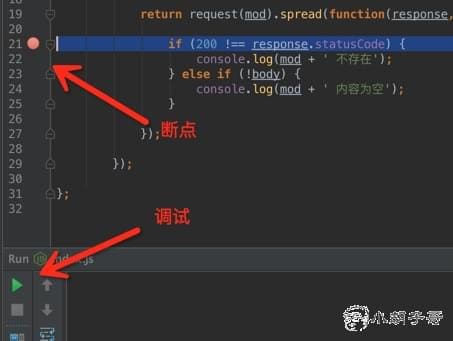 19 return request(mod).spread(function(response,
20
21 if (200 !== response.statusCode) {
22 console.log(mod + ' 不存在');
23 } else if (!body) {
24 console.log(mod + ' 内容为空');
25 }
26
27 });
28
29 });
30
31 };
32
断点
调试
Run index.js
小胡子哥